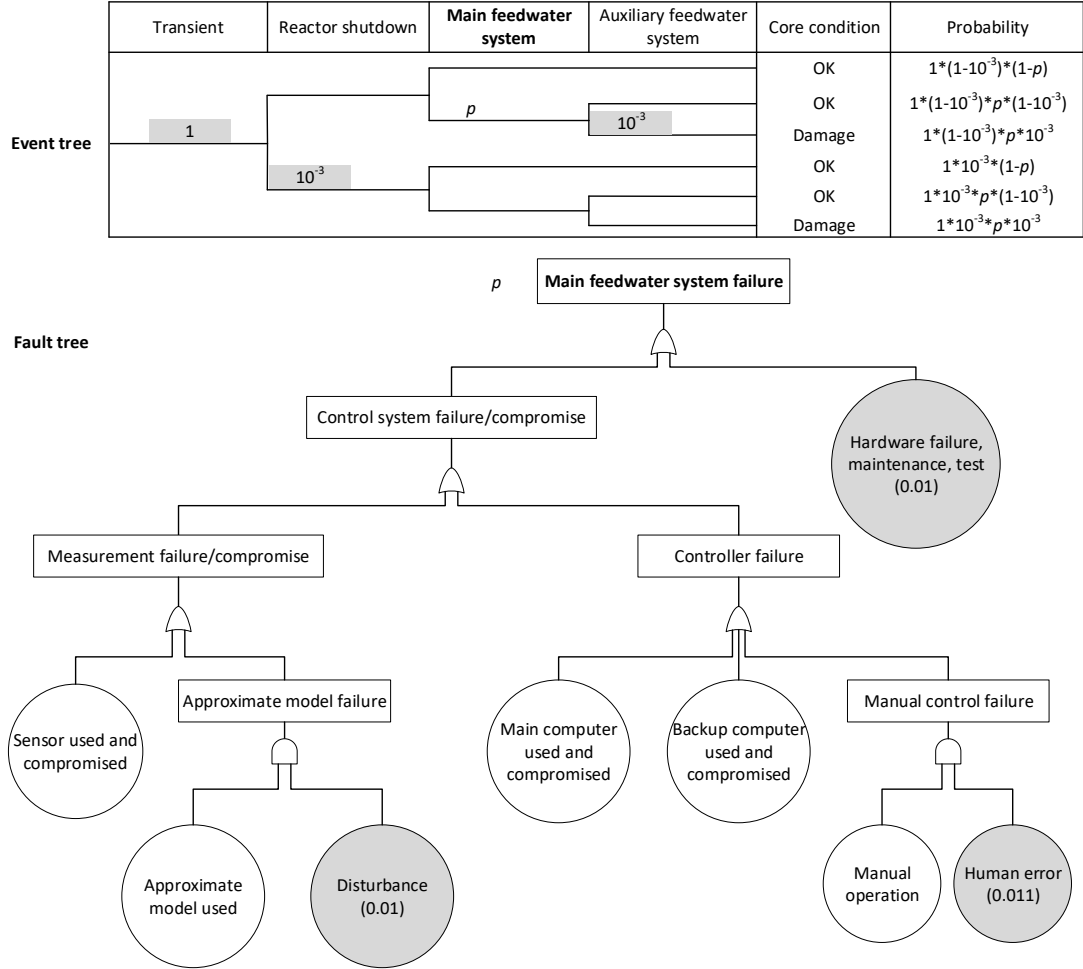 Transient
Reactor shutdown
Main feedwater
system
Auxiliary feedwater
system
Core condition
Probability
Event tree
1
10⁻³
p
10⁻³
OK
1*(1-10⁻³)*(1-p)
OK
1*(1-10⁻³)*p*(1-10⁻³)
Damage
1*(1-10⁻³)*p*10⁻³
OK
1*10⁻³*(1-p)
OK
1*10⁻³*p*(1-10⁻³)
Damage
1*10⁻³*p*10⁻³
p
Main feedwater system failure
Fault tree
Control system failure/compromise
Hardware failure,
maintenance, test
(0.01)
Measurement failure/compromise
Controller failure
Sensor used and
compromised
Approximate model failure
Main computer
used and
compromised
Backup computer
used and
compromised
Manual control failure
Approximate
model used
Disturbance
(0.01)
Manual
operation
Human error
(0.011)